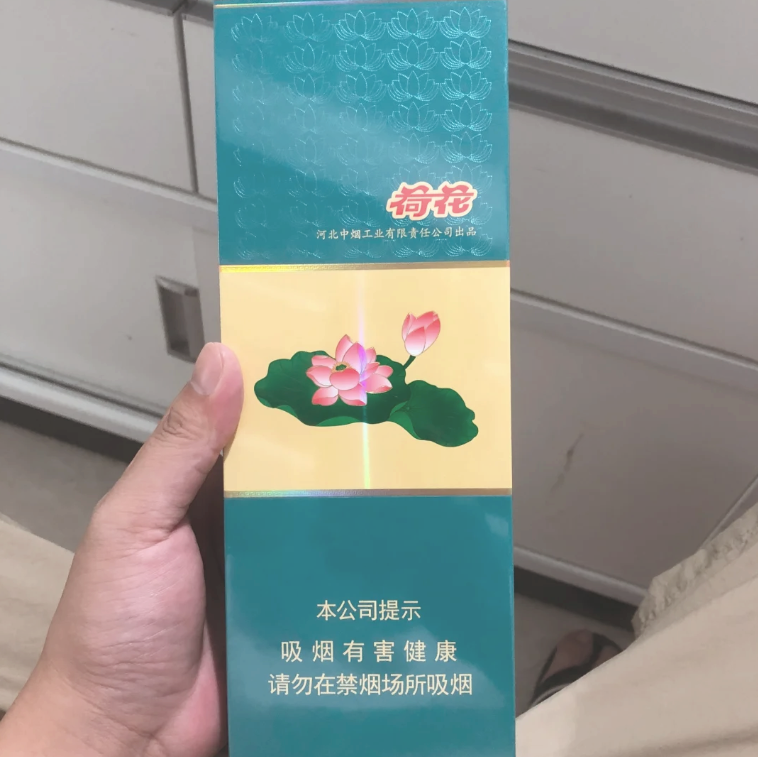 荷花
河北中烟工业有限责任公司出品
本公司提示
吸烟有害健康
请勿在禁烟场所吸烟